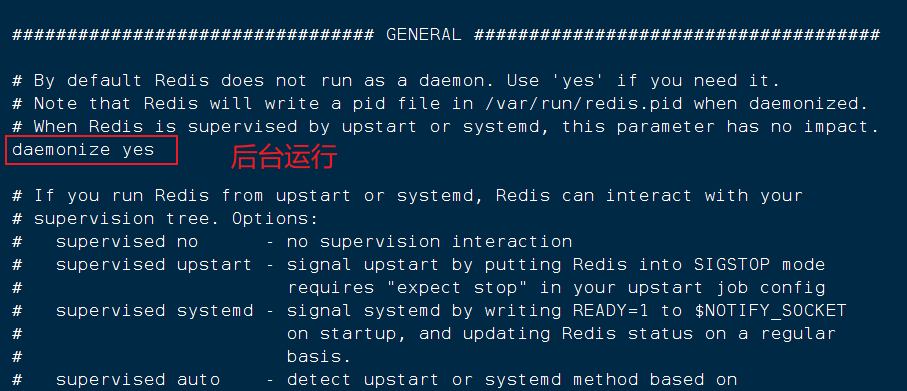 ################################# GENERAL #####################################
# By default Redis does not run as a daemon. Use 'yes' if you need it.
# Note that Redis will write a pid file in /var/run/redis.pid when daemonized.
# When Redis is supervised by upstart or systemd, this parameter has no impact.
daemonize yes 后台运行
# If you run Redis from upstart or systemd, Redis can interact with your
# supervision tree. Options:
#   supervised no      - no supervision interaction
#   supervised upstart - signal upstart by putting Redis into SIGSTOP mode
#                        requires "expect stop" in your upstart job config
#   supervised systemd - signal systemd by writing READY=1 to $NOTIFY_SOCKET
#                        on startup, and updating Redis status on a regular
#                        basis.
#   supervised auto    - detect upstart or systemd method based on